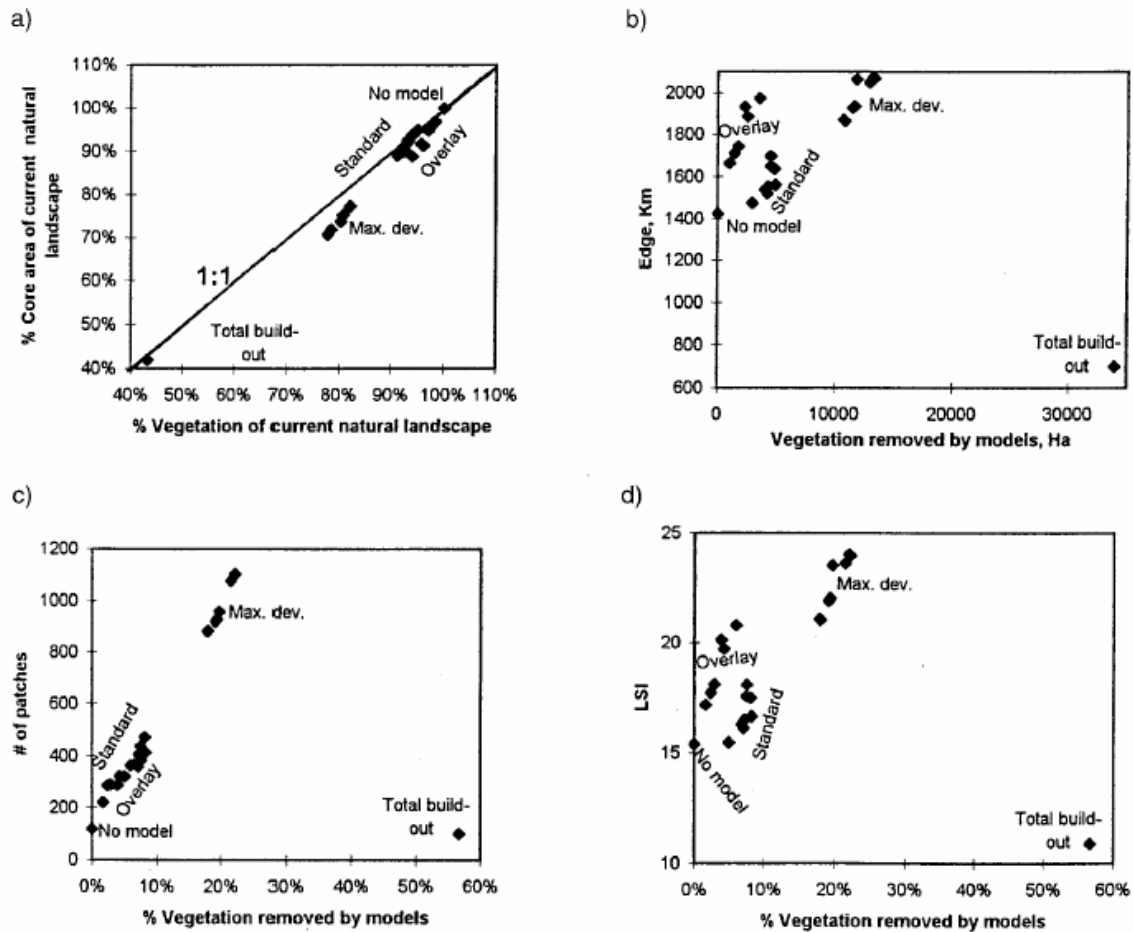 a)
110%
100%
90%
80%
70%
60%
50%
40%
40% 50% 60% 70% 80% 90% 100% 110%
% Core area of current natural
landscape
% Vegetation of current natural landscape
No model
Standard
Overlay
Max. dev.
1:1
Total build-
out
b)
2000
1800
1600
1400
1200
1000
800
600
0 10000 20000 30000
Edge, Km
Vegetation removed by models, Ha
Max. dev.
Overlay
Standard
No model
Total build-
out
c)
1200
1000
800
600
400
200
0
0% 10% 20% 30% 40% 50% 60%
# of patches
% Vegetation removed by models
Max. dev.
Standard
Overlay
No model
Total build-
out
d)
25
20
15
10
0% 10% 20% 30% 40% 50% 60%
LSI
% Vegetation removed by models
Max. dev.
Overlay
Standard
No model
Total build-
out